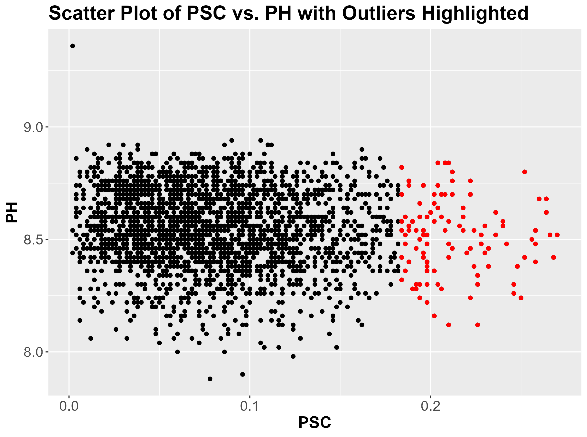 Scatter Plot of PSC vs. PH with Outliers Highlighted
PH
9.0
8.5
8.0
0.0 0.1 0.2
PSC